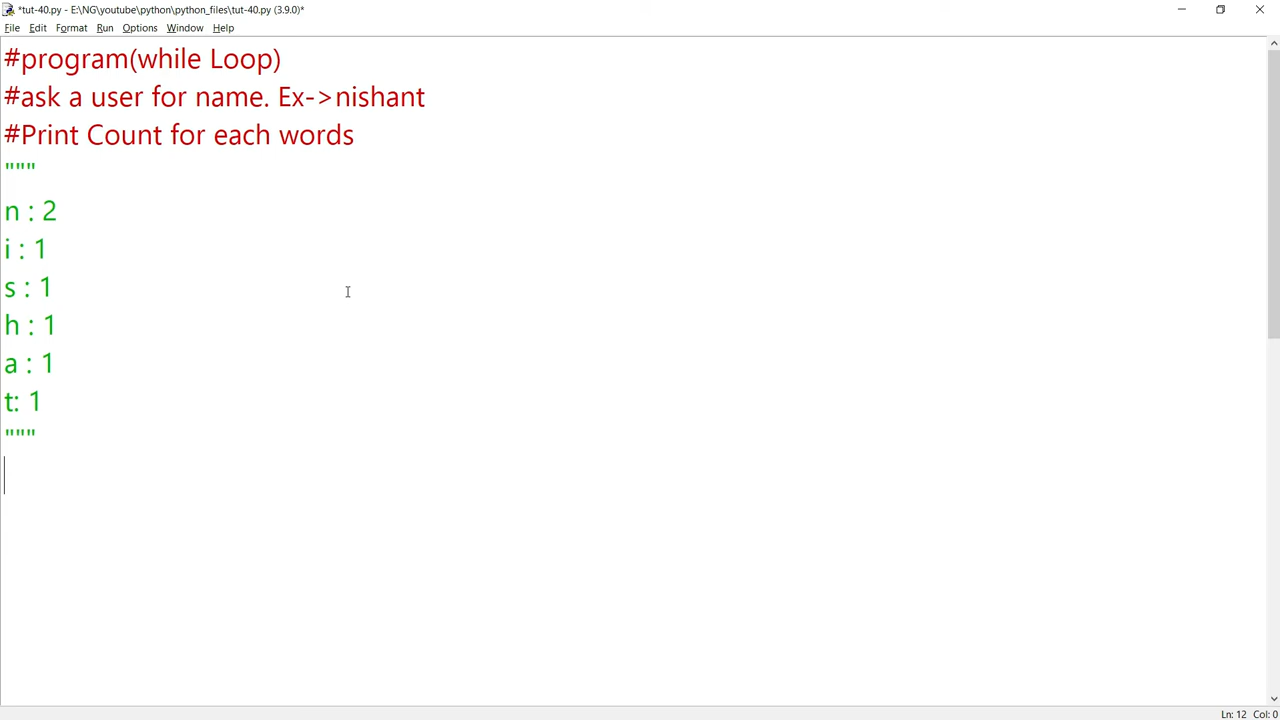 *tut-40.py - E:\NG\youtube\python\python_files\tut-40.py (3.9.0)*
File Edit Format Run Options Window Help
#program(while Loop)
#ask a user for name. Ex->nishant
#Print Count for each words
"""
n : 2
i : 1
s : 1
h : 1
a : 1
t: 1
"""
Ln: 12 Col: 0